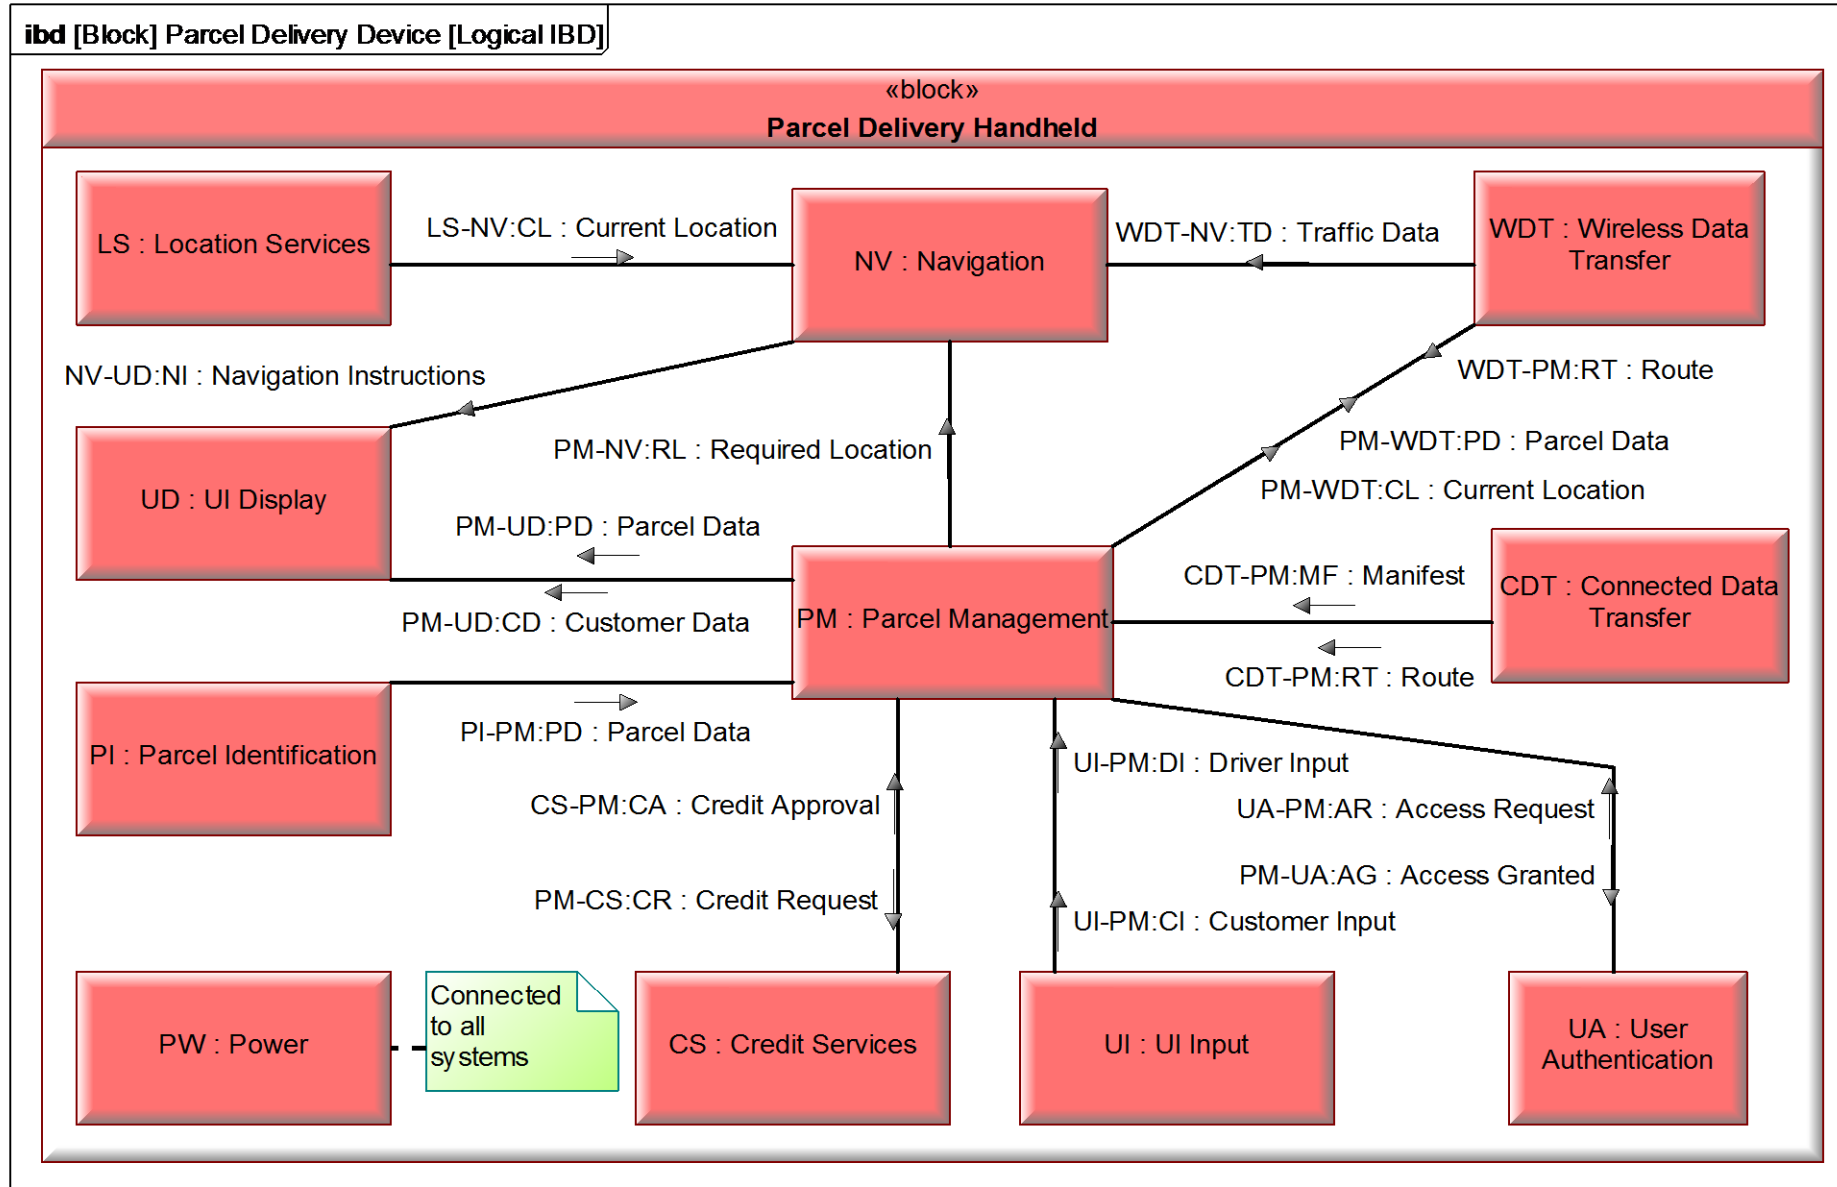 ibd [Block] Parcel Delivery Device [Logical IBD]
«block»
Parcel Delivery Handheld
LS : Location Services
LS-NV:CL : Current Location
NV : Navigation
WDT-NV:TD : Traffic Data
WDT : Wireless Data
Transfer
NV-UD:NI : Navigation Instructions
WDT-PM:RT : Route
PM-NV:RL : Required Location
PM-WDT:PD : Parcel Data
PM-WDT:CL : Current Location
UD : UI Display
PM-UD:PD : Parcel Data
PM-UD:CD : Customer Data
PM : Parcel Management
CDT-PM:MF : Manifest
CDT : Connected Data
Transfer
CDT-PM:RT : Route
PI : Parcel Identification
PI-PM:PD : Parcel Data
UI-PM:DI : Driver Input
CS-PM:CA : Credit Approval
UA-PM:AR : Access Request
PM-CS:CR : Credit Request
PM-UA:AG : Access Granted
UI-PM:CI : Customer Input
PW : Power
Connected
to all
systems
CS : Credit Services
UI : UI Input
UA : User
Authentication